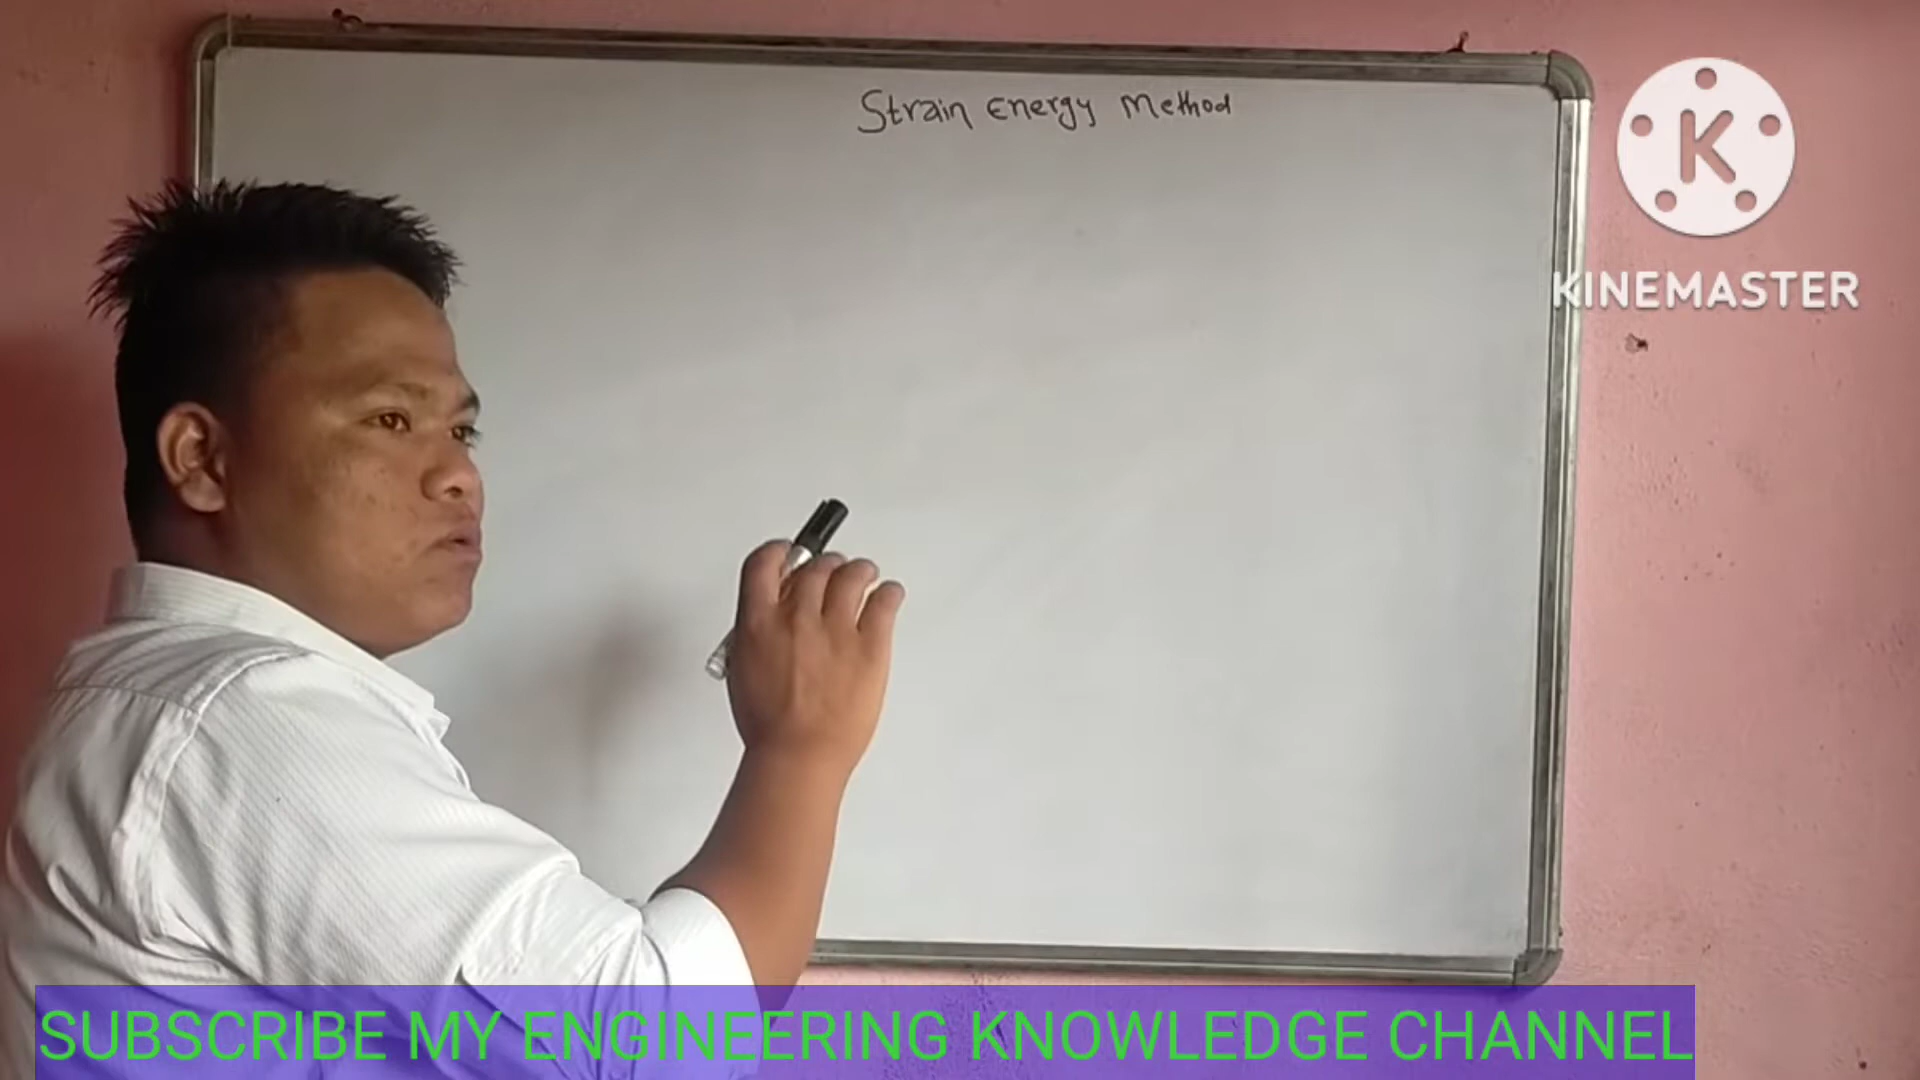 Strain Energy Method
K
KINEMASTER
SUBSCRIBE MY ENGINEERING KNOWLEDGE CHANNEL